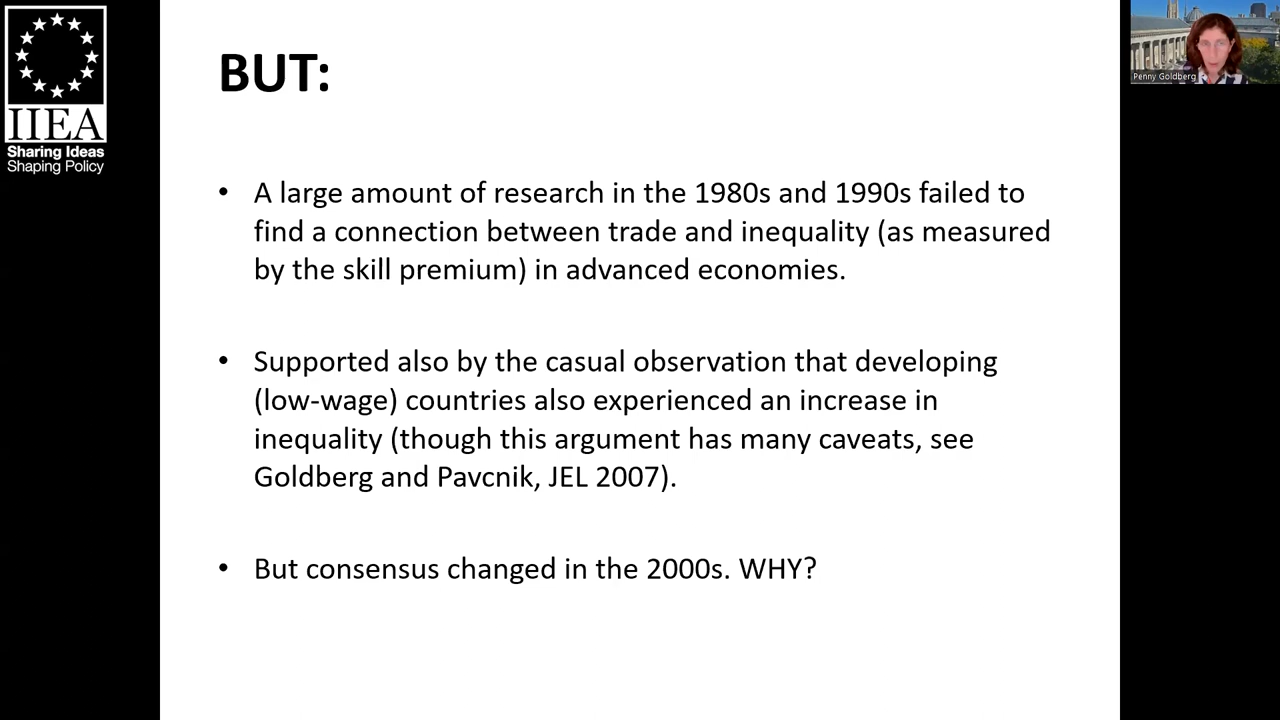 IIEA
Sharing Ideas
Shaping Policy
BUT:
• A large amount of research in the 1980s and 1990s failed to
find a connection between trade and inequality (as measured
by the skill premium) in advanced economies.
• Supported also by the casual observation that developing
(low-wage) countries also experienced an increase in
inequality (though this argument has many caveats, see
Goldberg and Pavcnik, JEL 2007).
• But consensus changed in the 2000s. WHY?
Penny Goldberg